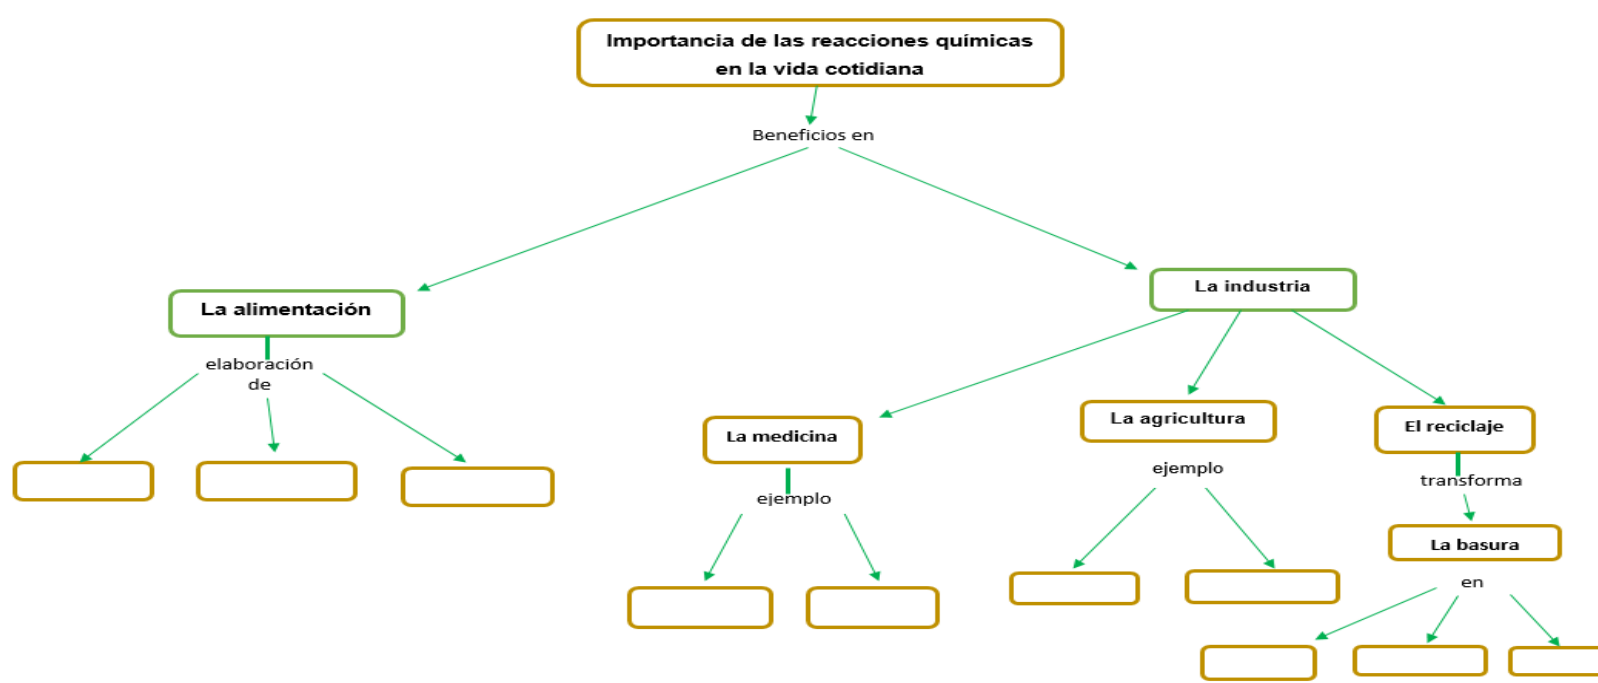 Importancia de las reacciones químicas
en la vida cotidiana
Beneficios en
La alimentación
elaboración
de
La industria
La medicina
ejemplo
La agricultura
ejemplo
El reciclaje
transforma
La basura
en